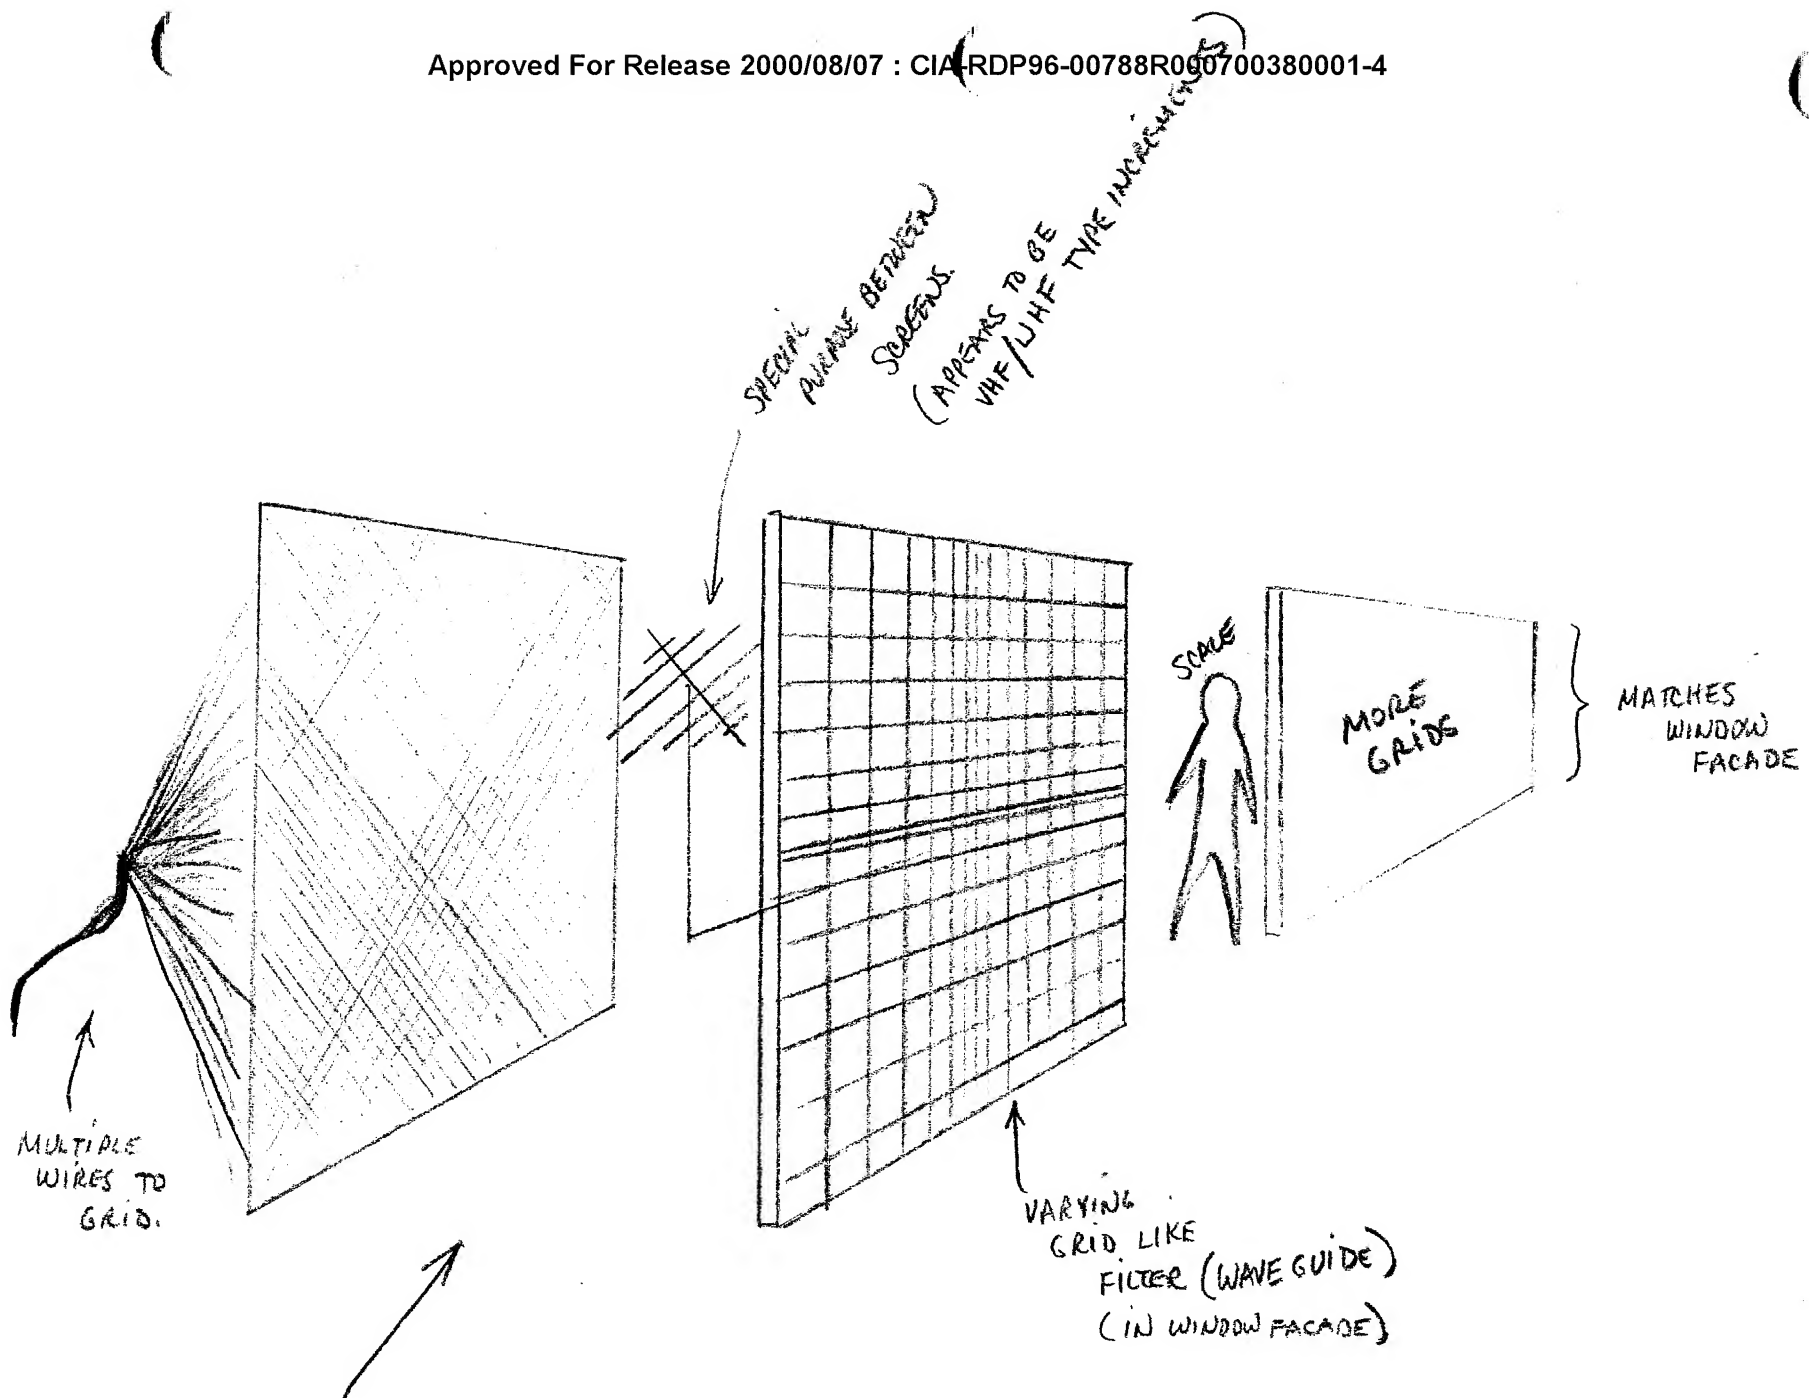 Approved For Release 2000/08/07 : CIA-RDP96-00788R000700380001-4
SPECIAL
PURPOSE BETWEEN
SCREENS.
(APPEARS TO BE
VHF/UHF TYPE INCREMENTS)
SCALE
MORE
GRIDS
MATCHES
WINDOW
FACADE
MULTIPLE
WIRES TO
GRID.
VARYING
GRID LIKE
FILTER (WAVE GUIDE)
(IN WINDOW FACADE)